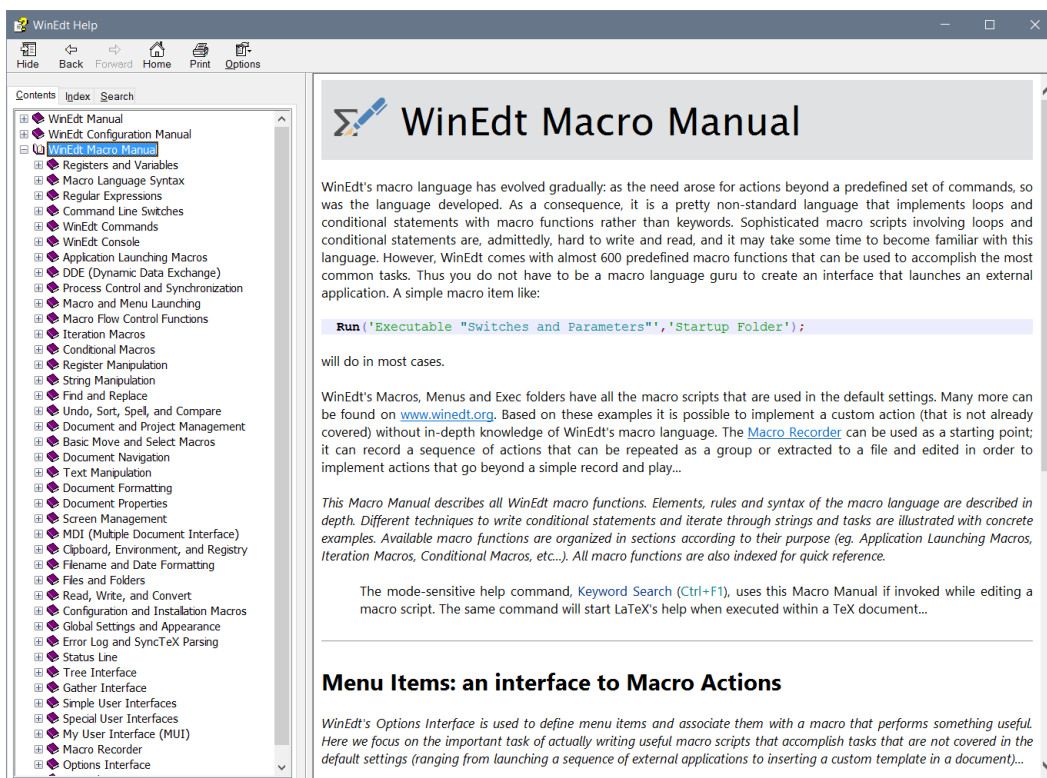 WinEdt Help
Hide Back Forward Home Print Options
Contents Index Search
WinEdt Manual
WinEdt Configuration Manual
WinEdt Macro Manual
Registers and Variables
Macro Language Syntax
Regular Expressions
Command Line Switches
WinEdt Commands
WinEdt Console
Application Launching Macros
DDE (Dynamic Data Exchange)
Process Control and Synchronization
Macro and Menu Launching
Macro Flow Control Functions
Iteration Macros
Conditional Macros
Register Manipulation
String Manipulation
Find and Replace
Undo, Sort, Spell, and Compare
Document and Project Management
Basic Move and Select Macros
Document Navigation
Text Manipulation
Document Formatting
Document Properties
Screen Management
MDI (Multiple Document Interface)
Clipboard, Environment, and Registry
Filename and Date Formatting
Files and Folders
Read, Write, and Convert
Configuration and Installation Macros
Global Settings and Appearance
Error Log and SyncTeX Parsing
Status Line
Tree Interface
Gather Interface
Simple User Interfaces
Special User Interfaces
My User Interface (MUI)
Macro Recorder
Options Interface
WinEdt Macro Manual
WinEdt's macro language has evolved gradually: as the need arose for actions beyond a predefined set of commands, so
was the language developed. As a consequence, it is a pretty non-standard language that implements loops and
conditional statements with macro functions rather than keywords. Sophisticated macro scripts involving loops and
conditional statements are, admittedly, hard to write and read, and it may take some time to become familiar with this
language. However, WinEdt comes with almost 600 predefined macro functions that can be used to accomplish the most
common tasks. Thus you do not have to be a macro language guru to create an interface that launches an external
application. A simple macro item like:
Run('Executable "Switches and Parameters"','Startup Folder');
will do in most cases.
WinEdt's Macros, Menus and Exec folders have all the macro scripts that are used in the default settings. Many more can
be found on www.winedt.org. Based on these examples it is possible to implement a custom action (that is not already
covered) without in-depth knowledge of WinEdt's macro language. The Macro Recorder can be used as a starting point;
it can record a sequence of actions that can be repeated as a group or extracted to a file and edited in order to
implement actions that go beyond a simple record and play...
This Macro Manual describes all WinEdt macro functions. Elements, rules and syntax of the macro language are described in
depth. Different techniques to write conditional statements and iterate through strings and tasks are illustrated with concrete
examples. Available macro functions are organized in sections according to their purpose (eg. Application Launching Macros,
Iteration Macros, Conditional Macros, etc...). All macro functions are also indexed for quick reference.
The mode-sensitive help command, Keyword Search (Ctrl+F1), uses this Macro Manual if invoked while editing a
macro script. The same command will start LaTeX's help when executed within a TeX document...
Menu Items: an interface to Macro Actions
WinEdt's Options Interface is used to define menu items and associate them with a macro that performs something useful.
Here we focus on the important task of actually writing useful macro scripts that accomplish tasks that are not covered in the
default settings (ranging from launching a sequence of external applications to inserting a custom template in a document)...